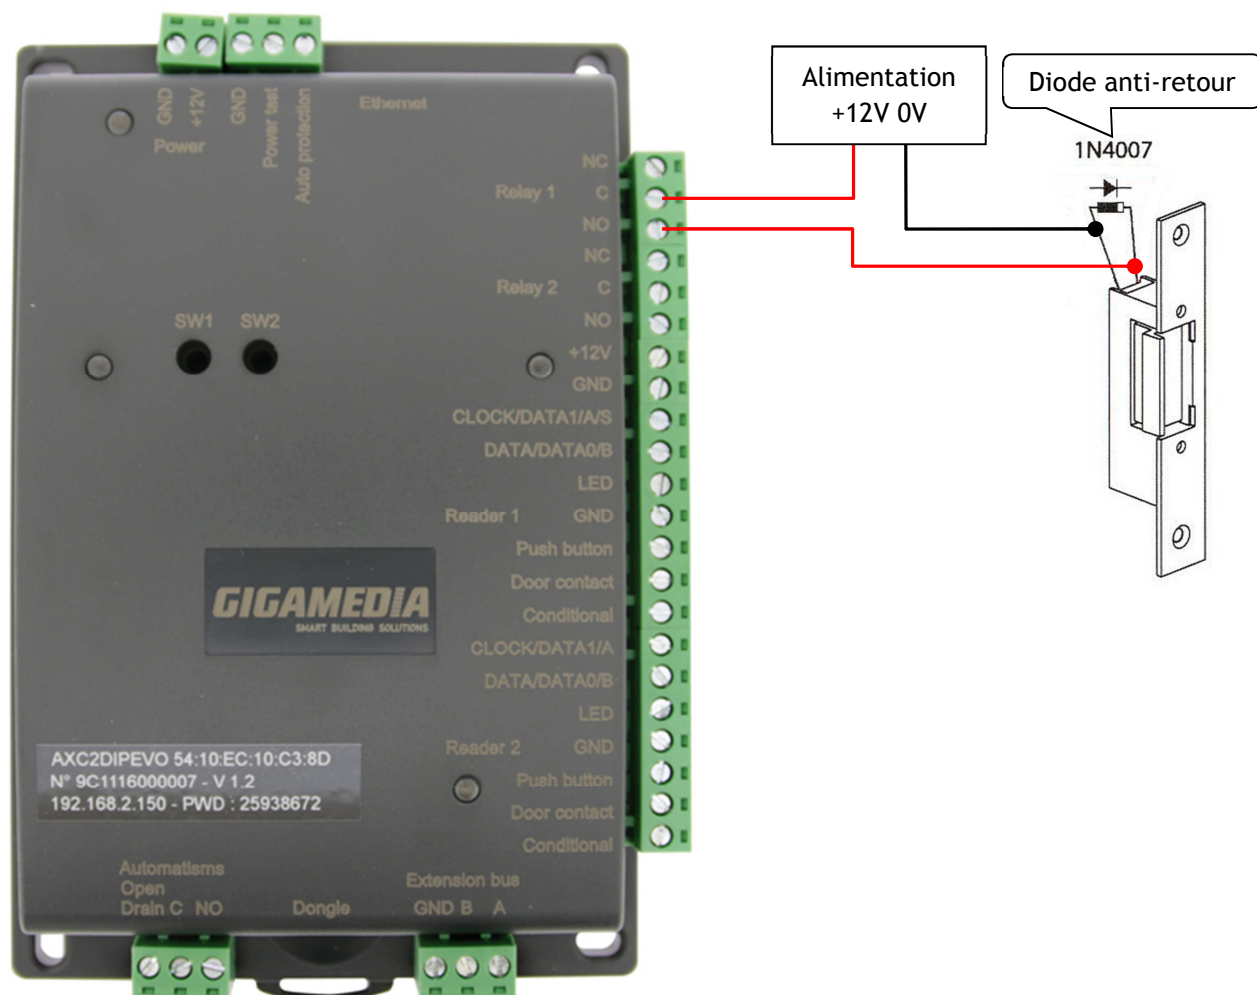 GND
+12V
Power
GND
Power test
Auto protection
Ethernet
NC
Relay 1 C
NO
NC
Relay 2 C
NO
+12V
GND
CLOCK/DATA1/A/S
DATA/DATA0/B
LED
Reader 1 GND
Push button
Door contact
Conditional
CLOCK/DATA1/A
DATA/DATA0/B
LED
Reader 2 GND
Push button
Door contact
Conditional
SW1 SW2
GIGAMEDIA
SMART BUILDING SOLUTIONS
AXC2DIPEVO 54:10:EC:10:C3:8D
N° 9C1116000007 - V 1.2
192.168.2.150 - PWD : 25938672
Automatisms
Open
Drain C NO
Dongle
Extension bus
GND B A
Alimentation
+12V 0V
Diode anti-retour
1N4007